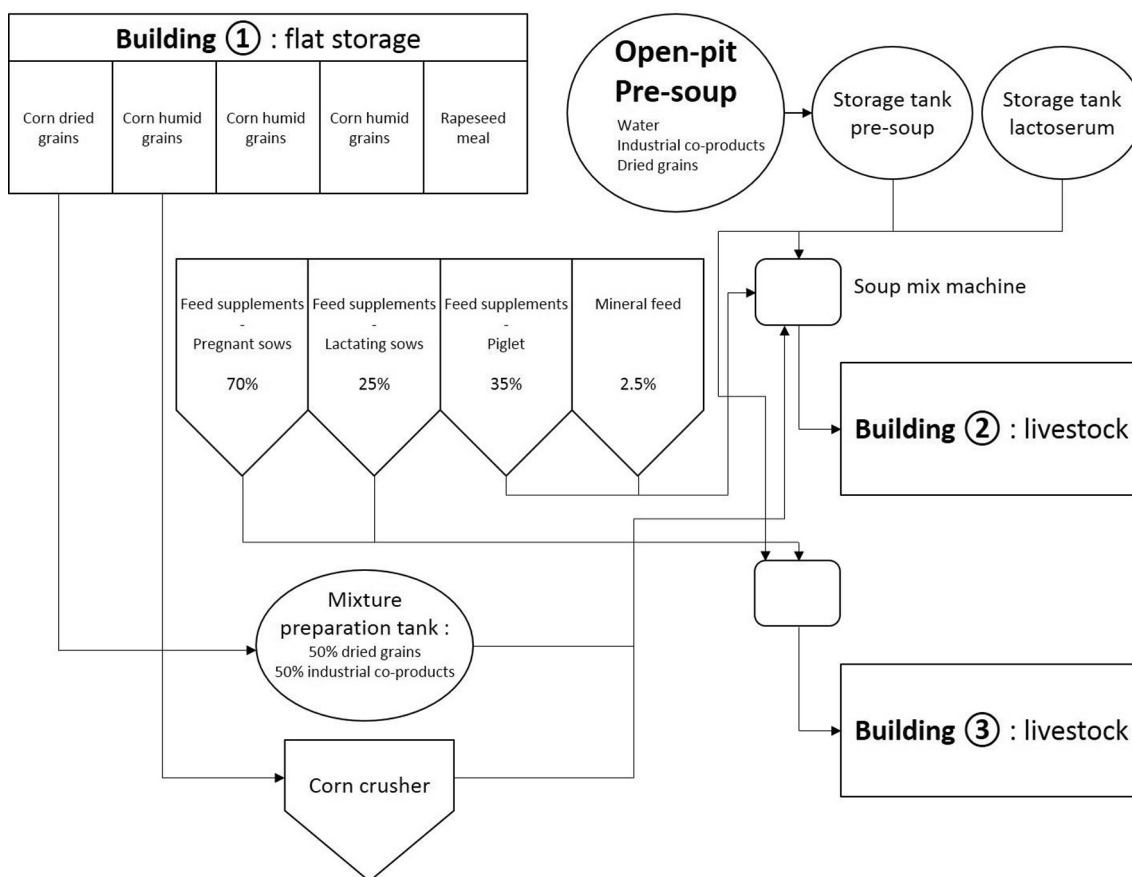 Building ① : flat storage
Corn dried
grains
Corn humid
grains
Corn humid
grains
Corn humid
grains
Rapeseed
meal
Open-pit
Pre-soup
Water
Industrial co-products
Dried grains
Storage tank
pre-soup
Storage tank
lactoserum
Feed supplements
-
Pregnant sows
70%
Feed supplements
-
Lactating sows
25%
Feed supplements
-
Piglet
35%
Mineral feed
2.5%
Soup mix machine
Building ② : livestock
Mixture
preparation tank :
50% dried grains
50% industrial co-products
Building ③ : livestock
Corn crusher